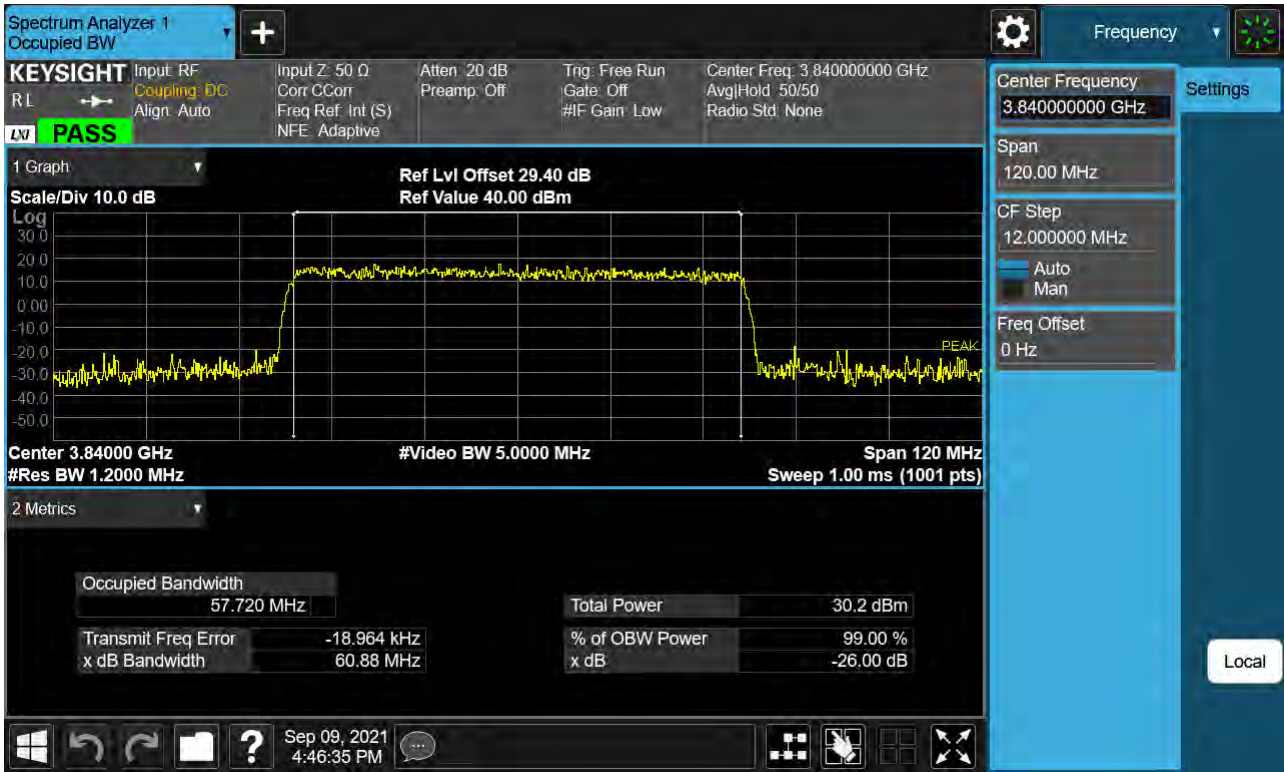 Spectrum Analyzer 1
Occupied BW
+
Frequency
KEYSIGHT
RL
LXI
PASS
Input: RF
Coupling: DC
Align: Auto
Input Z: 50 Ω
Corr CCorr
Freq Ref: Int (S)
NFE: Adaptive
Atten: 20 dB
Preamp: Off
Trig: Free Run
Gate: Off
#IF Gain: Low
Center Freq: 3.840000000 GHz
Avg|Hold: 50/50
Radio Std: None
Center Frequency
3.840000000 GHz
Settings
Span
120.00 MHz
CF Step
12.000000 MHz
Auto
Man
Freq Offset
0 Hz
Local
1 Graph
Scale/Div 10.0 dB
Ref Lvl Offset 29.40 dB
Ref Value 40.00 dBm
Log
30.0
20.0
10.0
0.00
-10.0
-20.0
-30.0
-40.0
-50.0
PEAK
Center 3.84000 GHz
#Video BW 5.0000 MHz
Span 120 MHz
#Res BW 1.2000 MHz
Sweep 1.00 ms (1001 pts)
2 Metrics
Occupied Bandwidth
57.720 MHz
Total Power 30.2 dBm
Transmit Freq Error -18.964 kHz
% of OBW Power 99.00 %
x dB Bandwidth 60.88 MHz
x dB -26.00 dB
?
Sep 09, 2021
4:46:35 PM